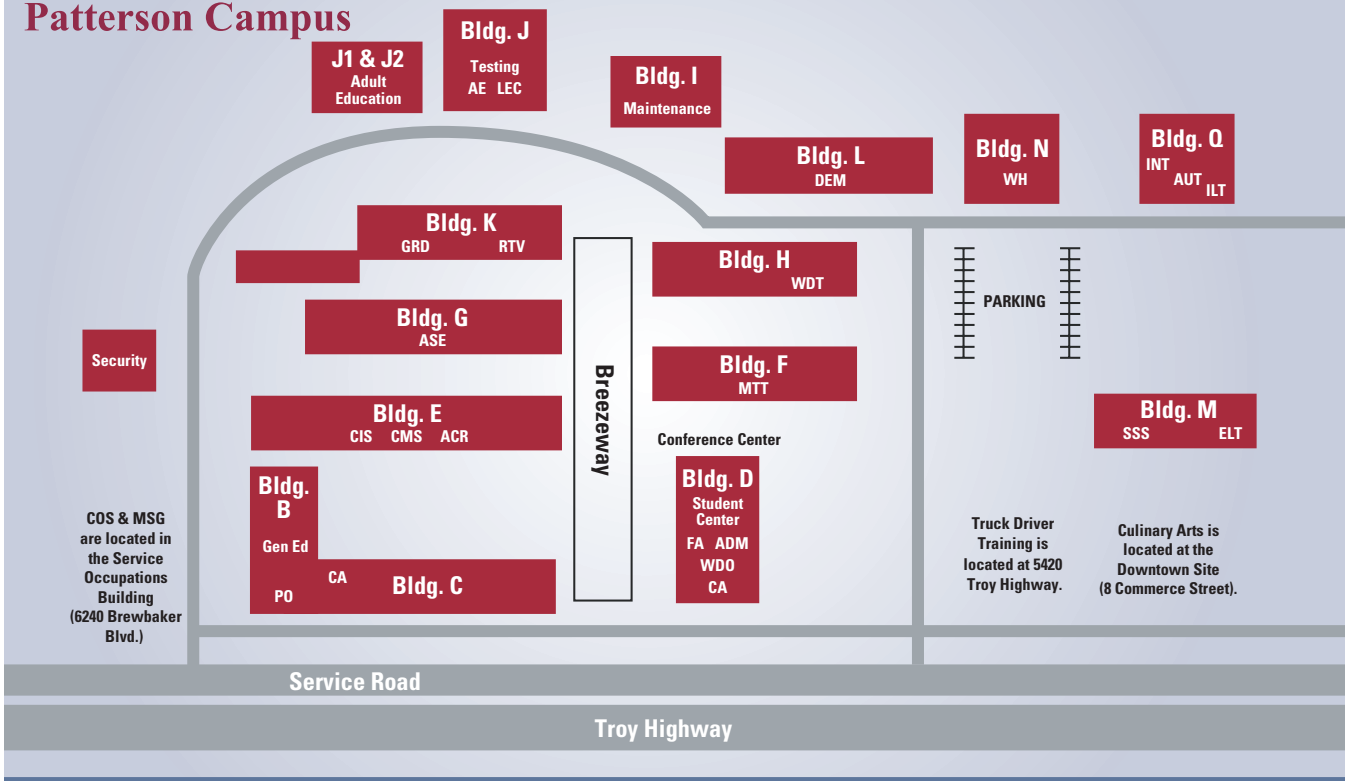 Patterson Campus
J1 & J2
Adult
Education
Bldg. J
Testing
AE LEC
Bldg. I
Maintenance
Bldg. L
DEM
Bldg. N
WH
Bldg. Q
INT
AUT
ILT
Bldg. K
GRD RTV
Bldg. H
WDT
PARKING
Bldg. G
ASE
Security
Breezeway
Bldg. F
MTT
Bldg. E
CIS CMS ACR
Bldg. M
SSS ELT
Conference Center
Bldg. D
Student
Center
FA ADM
WDO
CA
Bldg.
B
Gen Ed
PO
CA
Bldg. C
COS & MSG
are located in
the Service
Occupations
Building
(6240 Brewbaker
Blvd.)
Truck Driver
Training is
located at 5420
Troy Highway.
Culinary Arts is
located at the
Downtown Site
(8 Commerce Street).
Service Road
Troy Highway